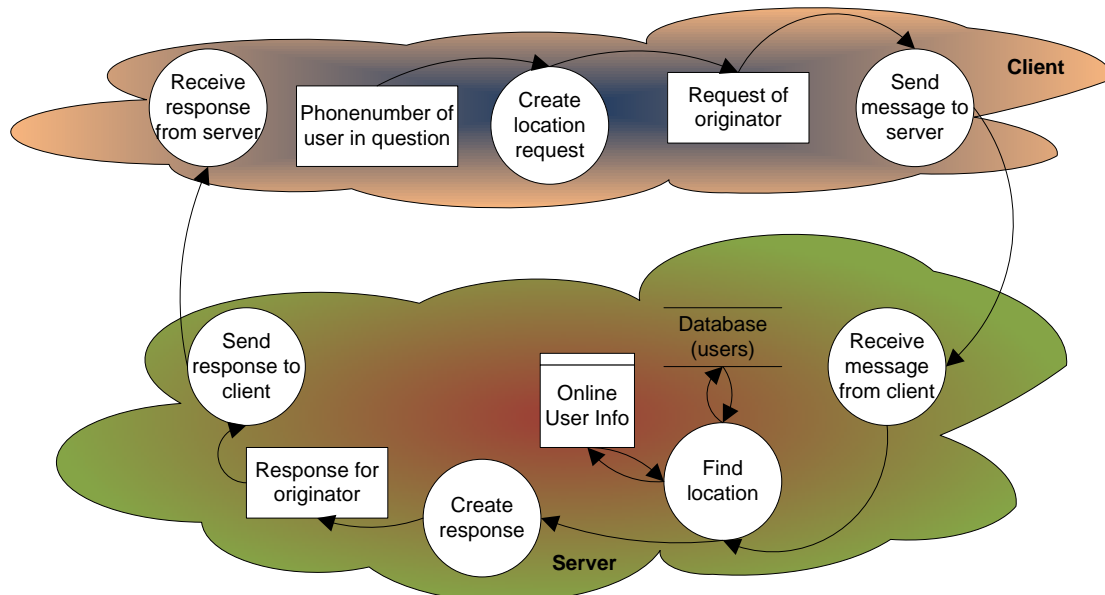 Receive
response
from server
Phonenumber of
user in question
Create
location
request
Request of
originator
Send
message to
server
Client
Send
response to
client
Database
(users)
Receive
message
from client
Online
User Info
Response for
originator
Create
response
Find
location
Server